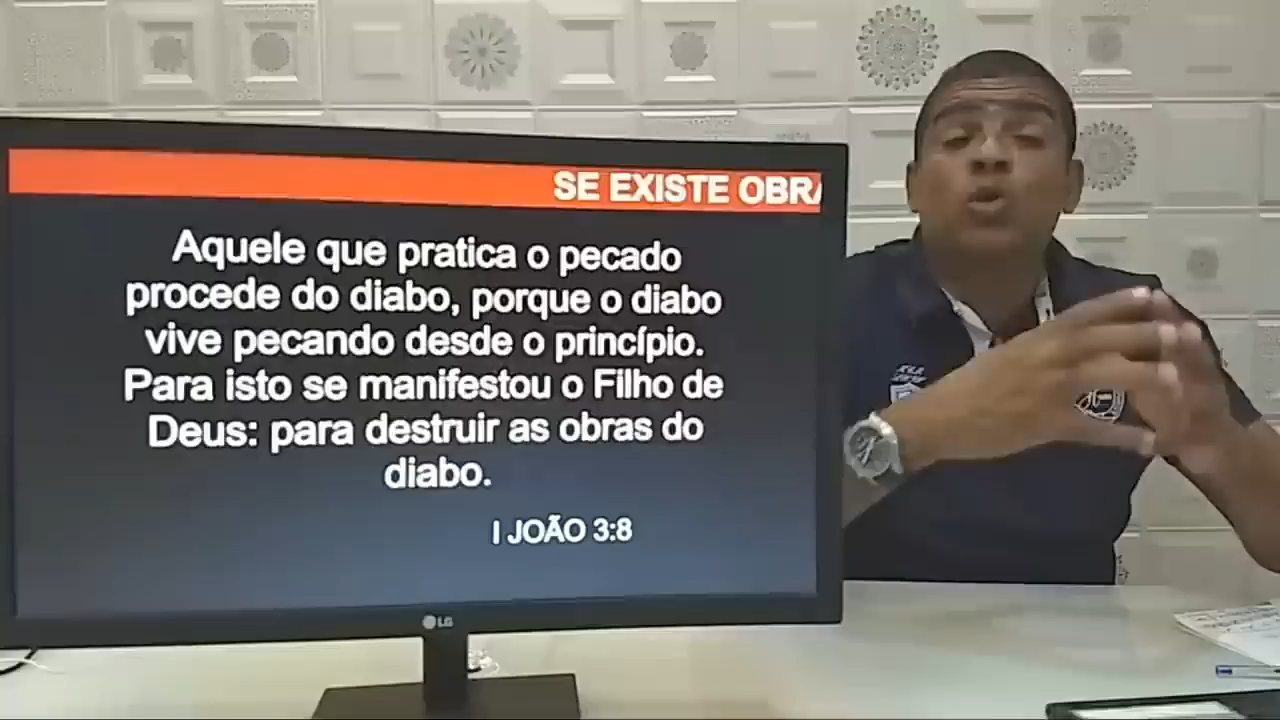 SE EXISTE OBRA
Aquele que pratica o pecado
procede do diabo, porque o diabo
vive pecando desde o princípio.
Para isto se manifestou o Filho de
Deus: para destruir as obras do
diabo.
I JOÃO 3:8
LG